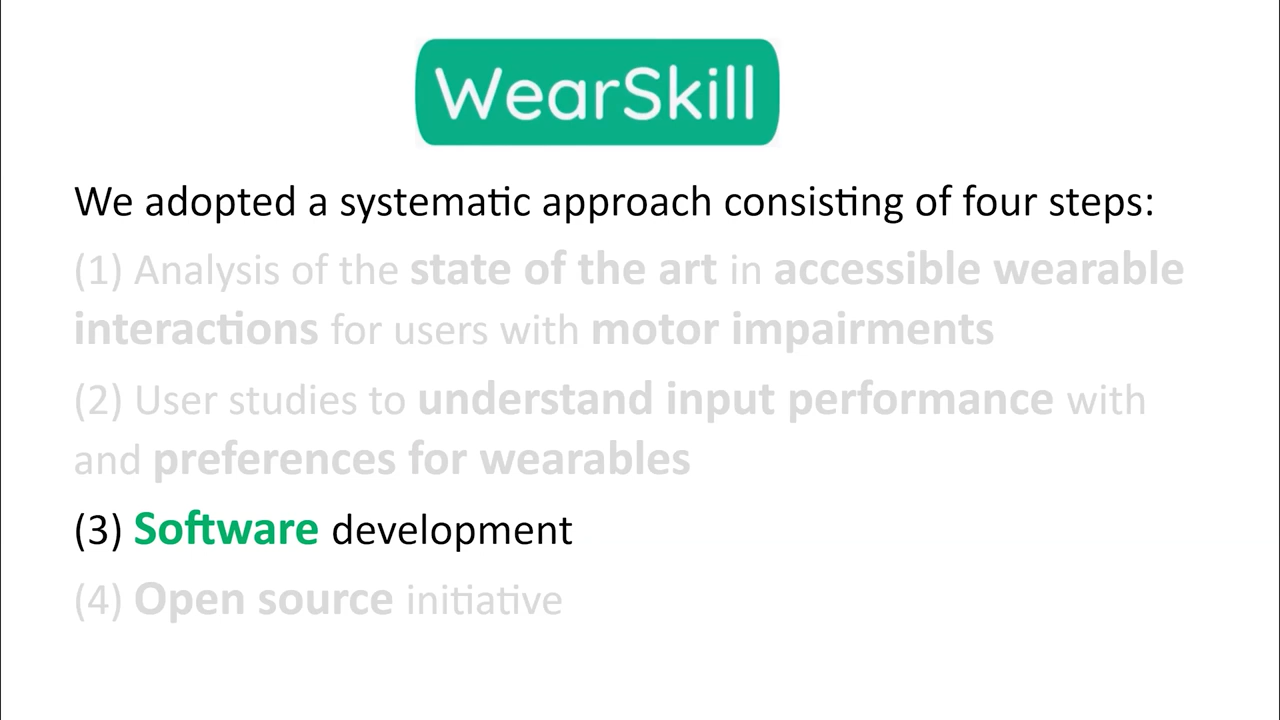 WearSkill
We adopted a systematic approach consisting of four steps:
(1) Analysis of the state of the art in accessible wearable
interactions for users with motor impairments
(2) User studies to understand input performance with
and preferences for wearables
(3) Software development
(4) Open source initiative